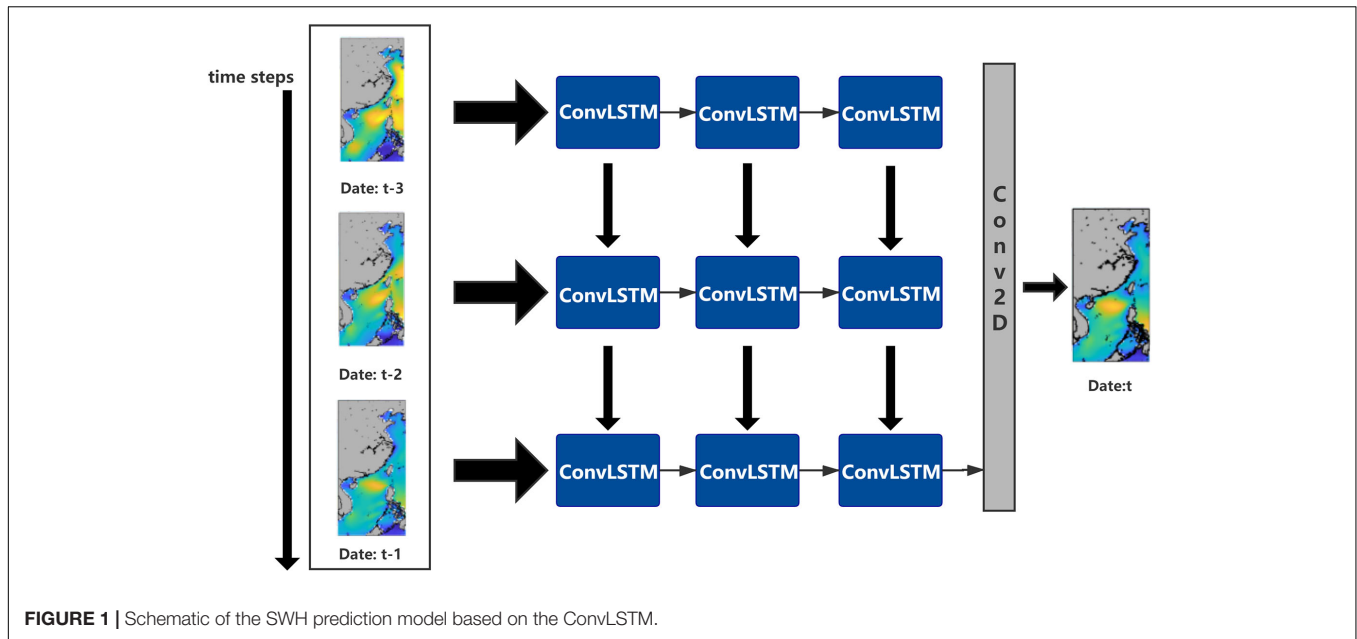 time steps
Date: t-3
Date: t-2
Date: t-1
ConvLSTM ConvLSTM ConvLSTM
ConvLSTM ConvLSTM ConvLSTM
ConvLSTM ConvLSTM ConvLSTM
Conv2D
Date:t
FIGURE 1 | Schematic of the SWH prediction model based on the ConvLSTM.